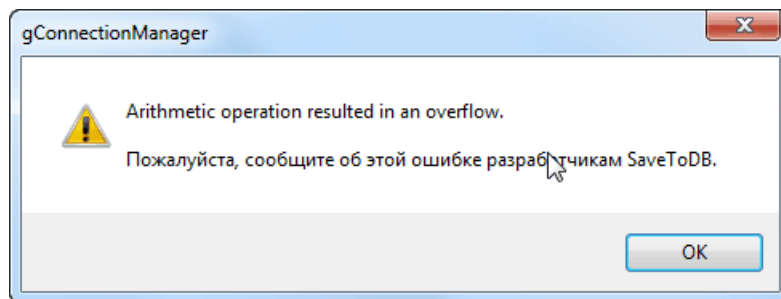 gConnectionManager
Arithmetic operation resulted in an overflow.
Пожалуйста, сообщите об этой ошибке разработчикам SaveToDB.
OK